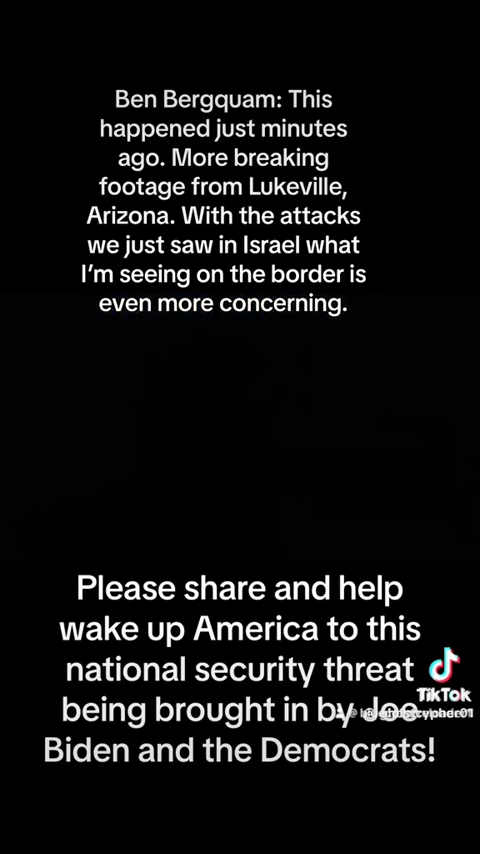 Ben Bergquam: This
happened just minutes
ago. More breaking
footage from Lukeville,
Arizona. With the attacks
we just saw in Israel what
I’m seeing on the border is
even more concerning.
Please share and help
wake up America to this
national security threat
being brought in by Joe
Biden and the Democrats!
TikTok